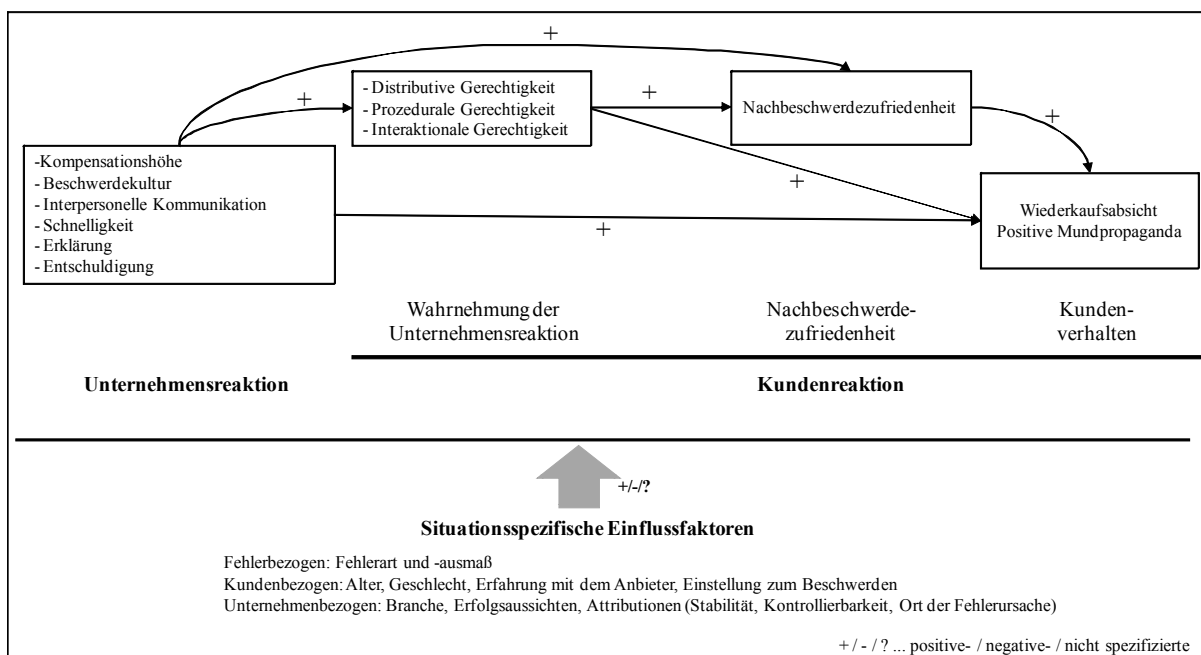 +
- Distributive Gerechtigkeit
- Prozedurale Gerechtigkeit
- Interaktionale Gerechtigkeit
+
+
Nachbeschwerdezufriedenheit
+
-Kompensationshöhe
- Beschwerdekultur
- Interpersonelle Kommunikation
- Schnelligkeit
- Erklärung
- Entschuldigung
+
+
Wiederkaufsabsicht
Positive Mundpropaganda
Wahrnehmung der
Unternehmensreaktion
Nachbeschwerde-
zufriedenheit
Kunden-
verhalten
Unternehmensreaktion
Kundenreaktion
+/-/?
Situationsspezifische Einflussfaktoren
Fehlerbezogen: Fehlerart und -ausmaß
Kundenbezogen: Alter, Geschlecht, Erfahrung mit dem Anbieter, Einstellung zum Beschwerden
Unternehmenbezogen: Branche, Erfolgsaussichten, Attributionen (Stabilität, Kontrollierbarkeit, Ort der Fehlerursache)
+ / - / ? ... positive- / negative- / nicht spezifizierte